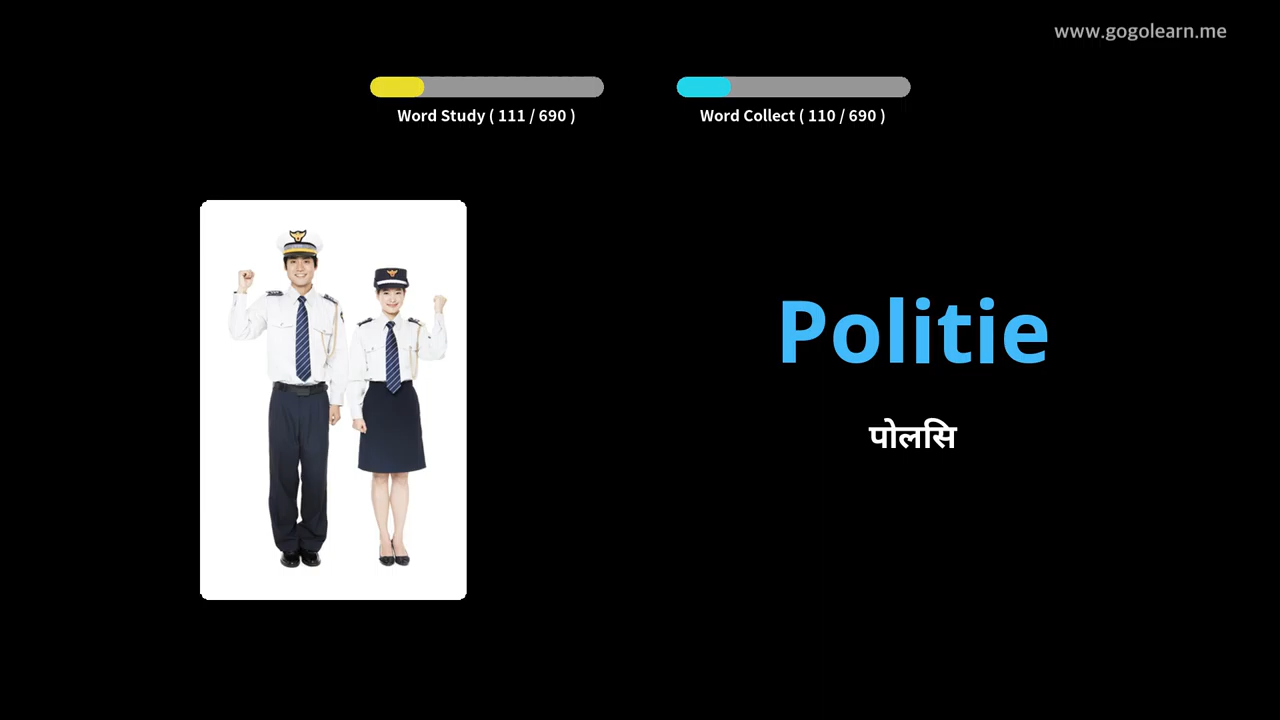 www.gogolearn.me
Word Study ( 111 / 690 )
Word Collect ( 110 / 690 )
Politie
पोलसि